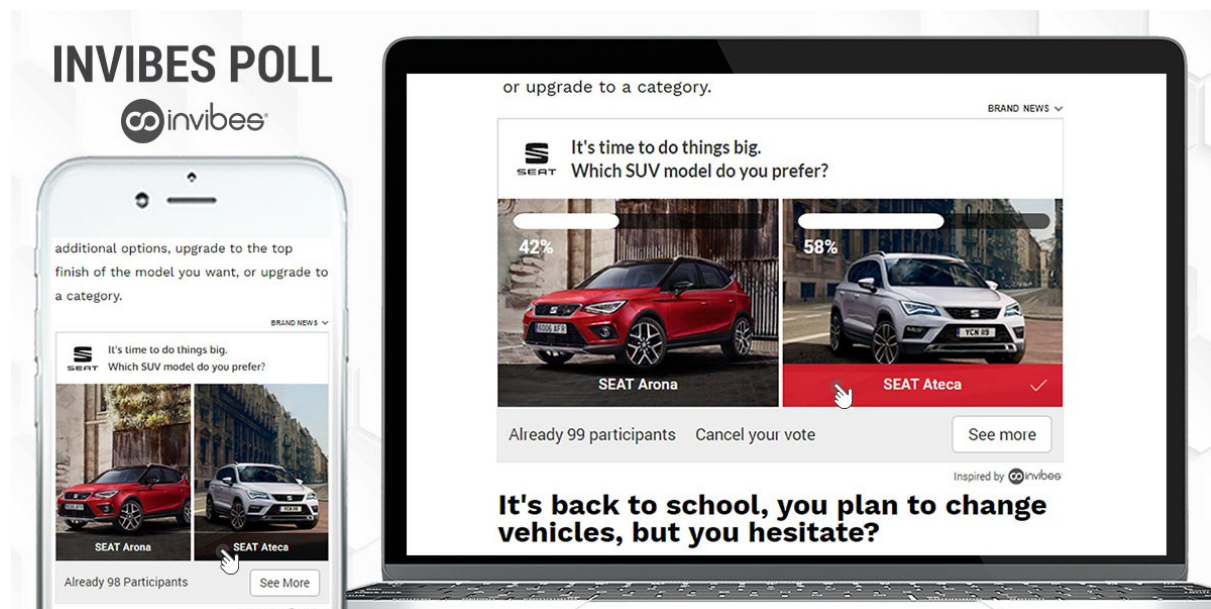 INVIBES POLL
invibes
additional options, upgrade to the top
finish of the model you want, or upgrade to
a category.
BRAND NEWS
SEAT
It's time to do things big.
Which SUV model do you prefer?
SEAT Arona
SEAT Ateca
Already 98 Participants
See More
or upgrade to a category.
BRAND NEWS
SEAT
It's time to do things big.
Which SUV model do you prefer?
42%
58%
6006 AFR
YCN 119
SEAT Arona
SEAT Ateca
Already 99 participants
Cancel your vote
See more
Inspired by invibes
It's back to school, you plan to change
vehicles, but you hesitate?